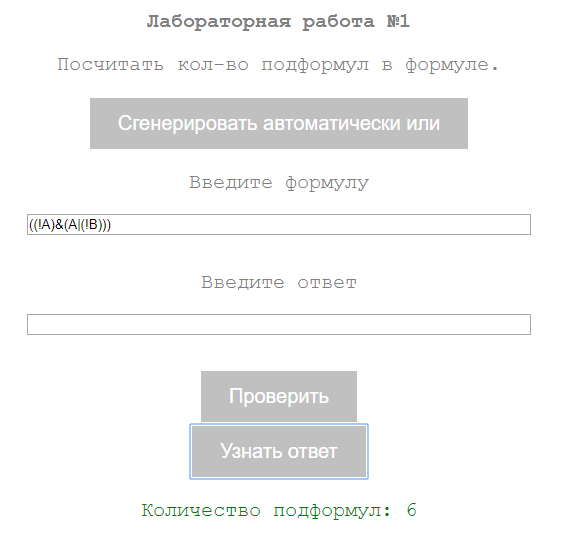 Лабораторная работа №1
Посчитать кол-во подформул в формуле.
Сгенерировать автоматически или
Введите формулу
((!A)&(A|(!B)))
Введите ответ
Проверить
Узнать ответ
Количество подформул: 6